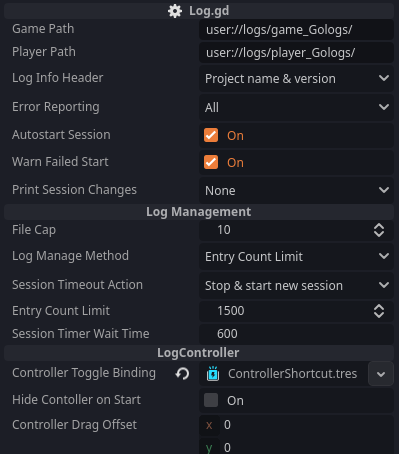 Log.gd
Game Path user://logs/game_Gologs/
Player Path user://logs/player_Gologs/
Log Info Header Project name & version
Error Reporting All
Autostart Session On
Warn Failed Start On
Print Session Changes None
Log Management
File Cap 10
Log Manage Method Entry Count Limit
Session Timeout Action Stop & start new session
Entry Count Limit 1500
Session Timer Wait Time 600
LogController
Controller Toggle Binding ControllerShortcut.tres
Hide Contoller on Start On
Controller Drag Offset x 0
y 0